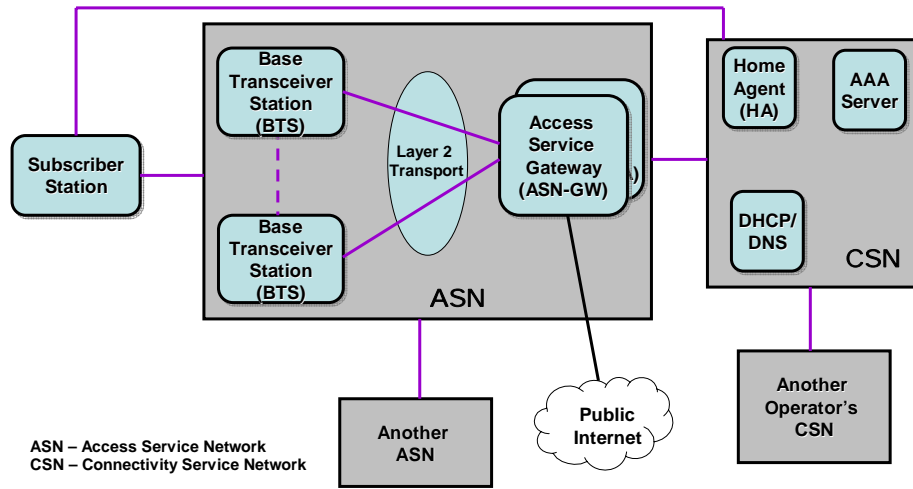 Base
Transceiver
Station
(BTS)
Home
Agent
(HA)
AAA
Server
Access
Service
Gateway
(ASN-GW)
Layer 2
Transport
Subscriber
Station
Base
Transceiver
Station
(BTS)
DHCP/
DNS
CSN
ASN
Another
ASN
Public
Internet
Another
Operator's
CSN
ASN – Access Service Network
CSN – Connectivity Service Network